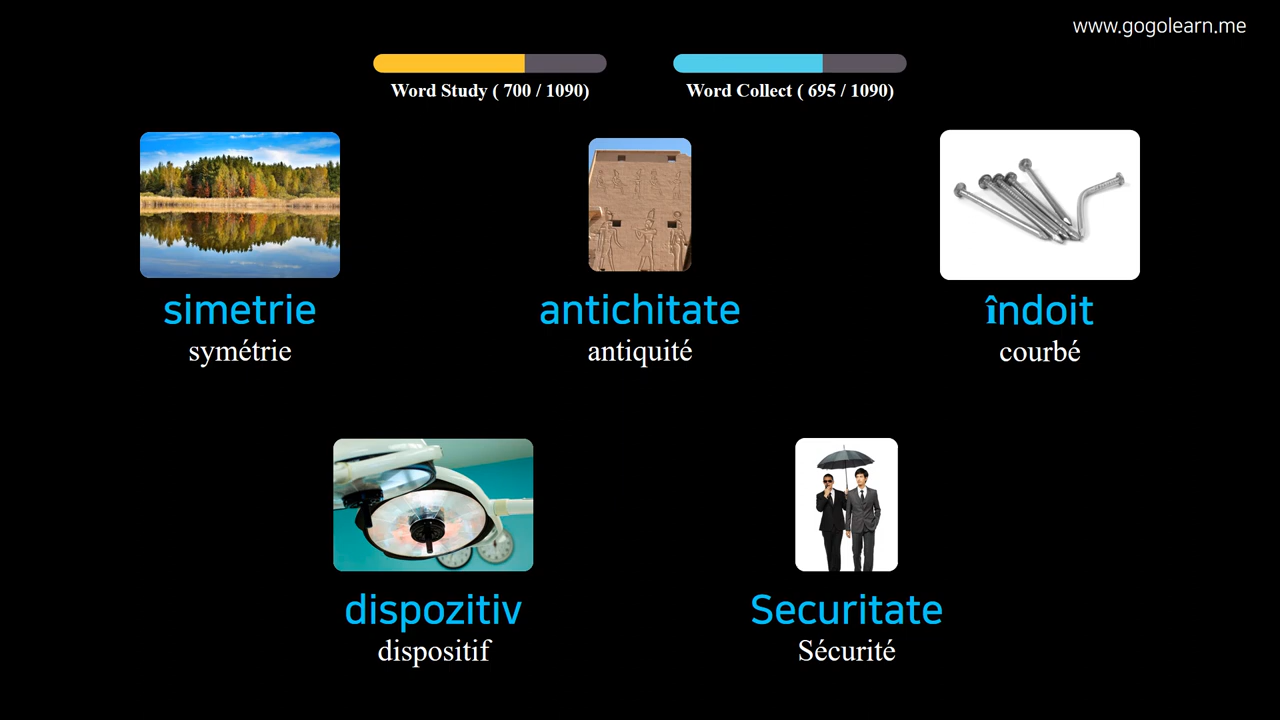 www.gogolearn.me
Word Study ( 700 / 1090)
Word Collect ( 695 / 1090)
simetrie
symétrie
antichitate
antiquité
îndoit
courbé
dispozitiv
dispositif
Securitate
Sécurité